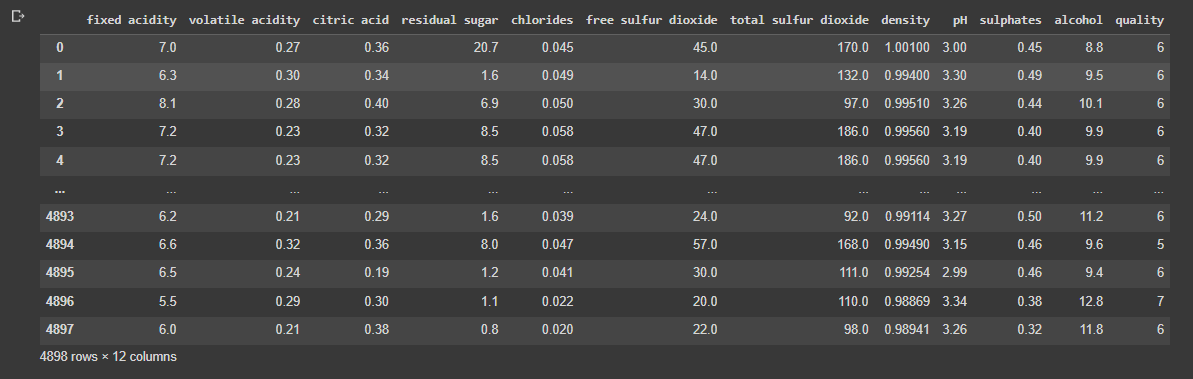 fixed acidity volatile acidity citric acid residual sugar chlorides free sulfur dioxide total sulfur dioxide density pH sulphates alcohol quality
0 7.0 0.27 0.36 20.7 0.045 45.0 170.0 1.00100 3.00 0.45 8.8 6
1 6.3 0.30 0.34 1.6 0.049 14.0 132.0 0.99400 3.30 0.49 9.5 6
2 8.1 0.28 0.40 6.9 0.050 30.0 97.0 0.99510 3.26 0.44 10.1 6
3 7.2 0.23 0.32 8.5 0.058 47.0 186.0 0.99560 3.19 0.40 9.9 6
4 7.2 0.23 0.32 8.5 0.058 47.0 186.0 0.99560 3.19 0.40 9.9 6
... ... ... ... ... ... ... ... ... ... ... ... ...
4893 6.2 0.21 0.29 1.6 0.039 24.0 92.0 0.99114 3.27 0.50 11.2 6
4894 6.6 0.32 0.36 8.0 0.047 57.0 168.0 0.99490 3.15 0.46 9.6 5
4895 6.5 0.24 0.19 1.2 0.041 30.0 111.0 0.99254 2.99 0.46 9.4 6
4896 5.5 0.29 0.30 1.1 0.022 20.0 110.0 0.98869 3.34 0.38 12.8 7
4897 6.0 0.21 0.38 0.8 0.020 22.0 98.0 0.98941 3.26 0.32 11.8 6
4898 rows × 12 columns